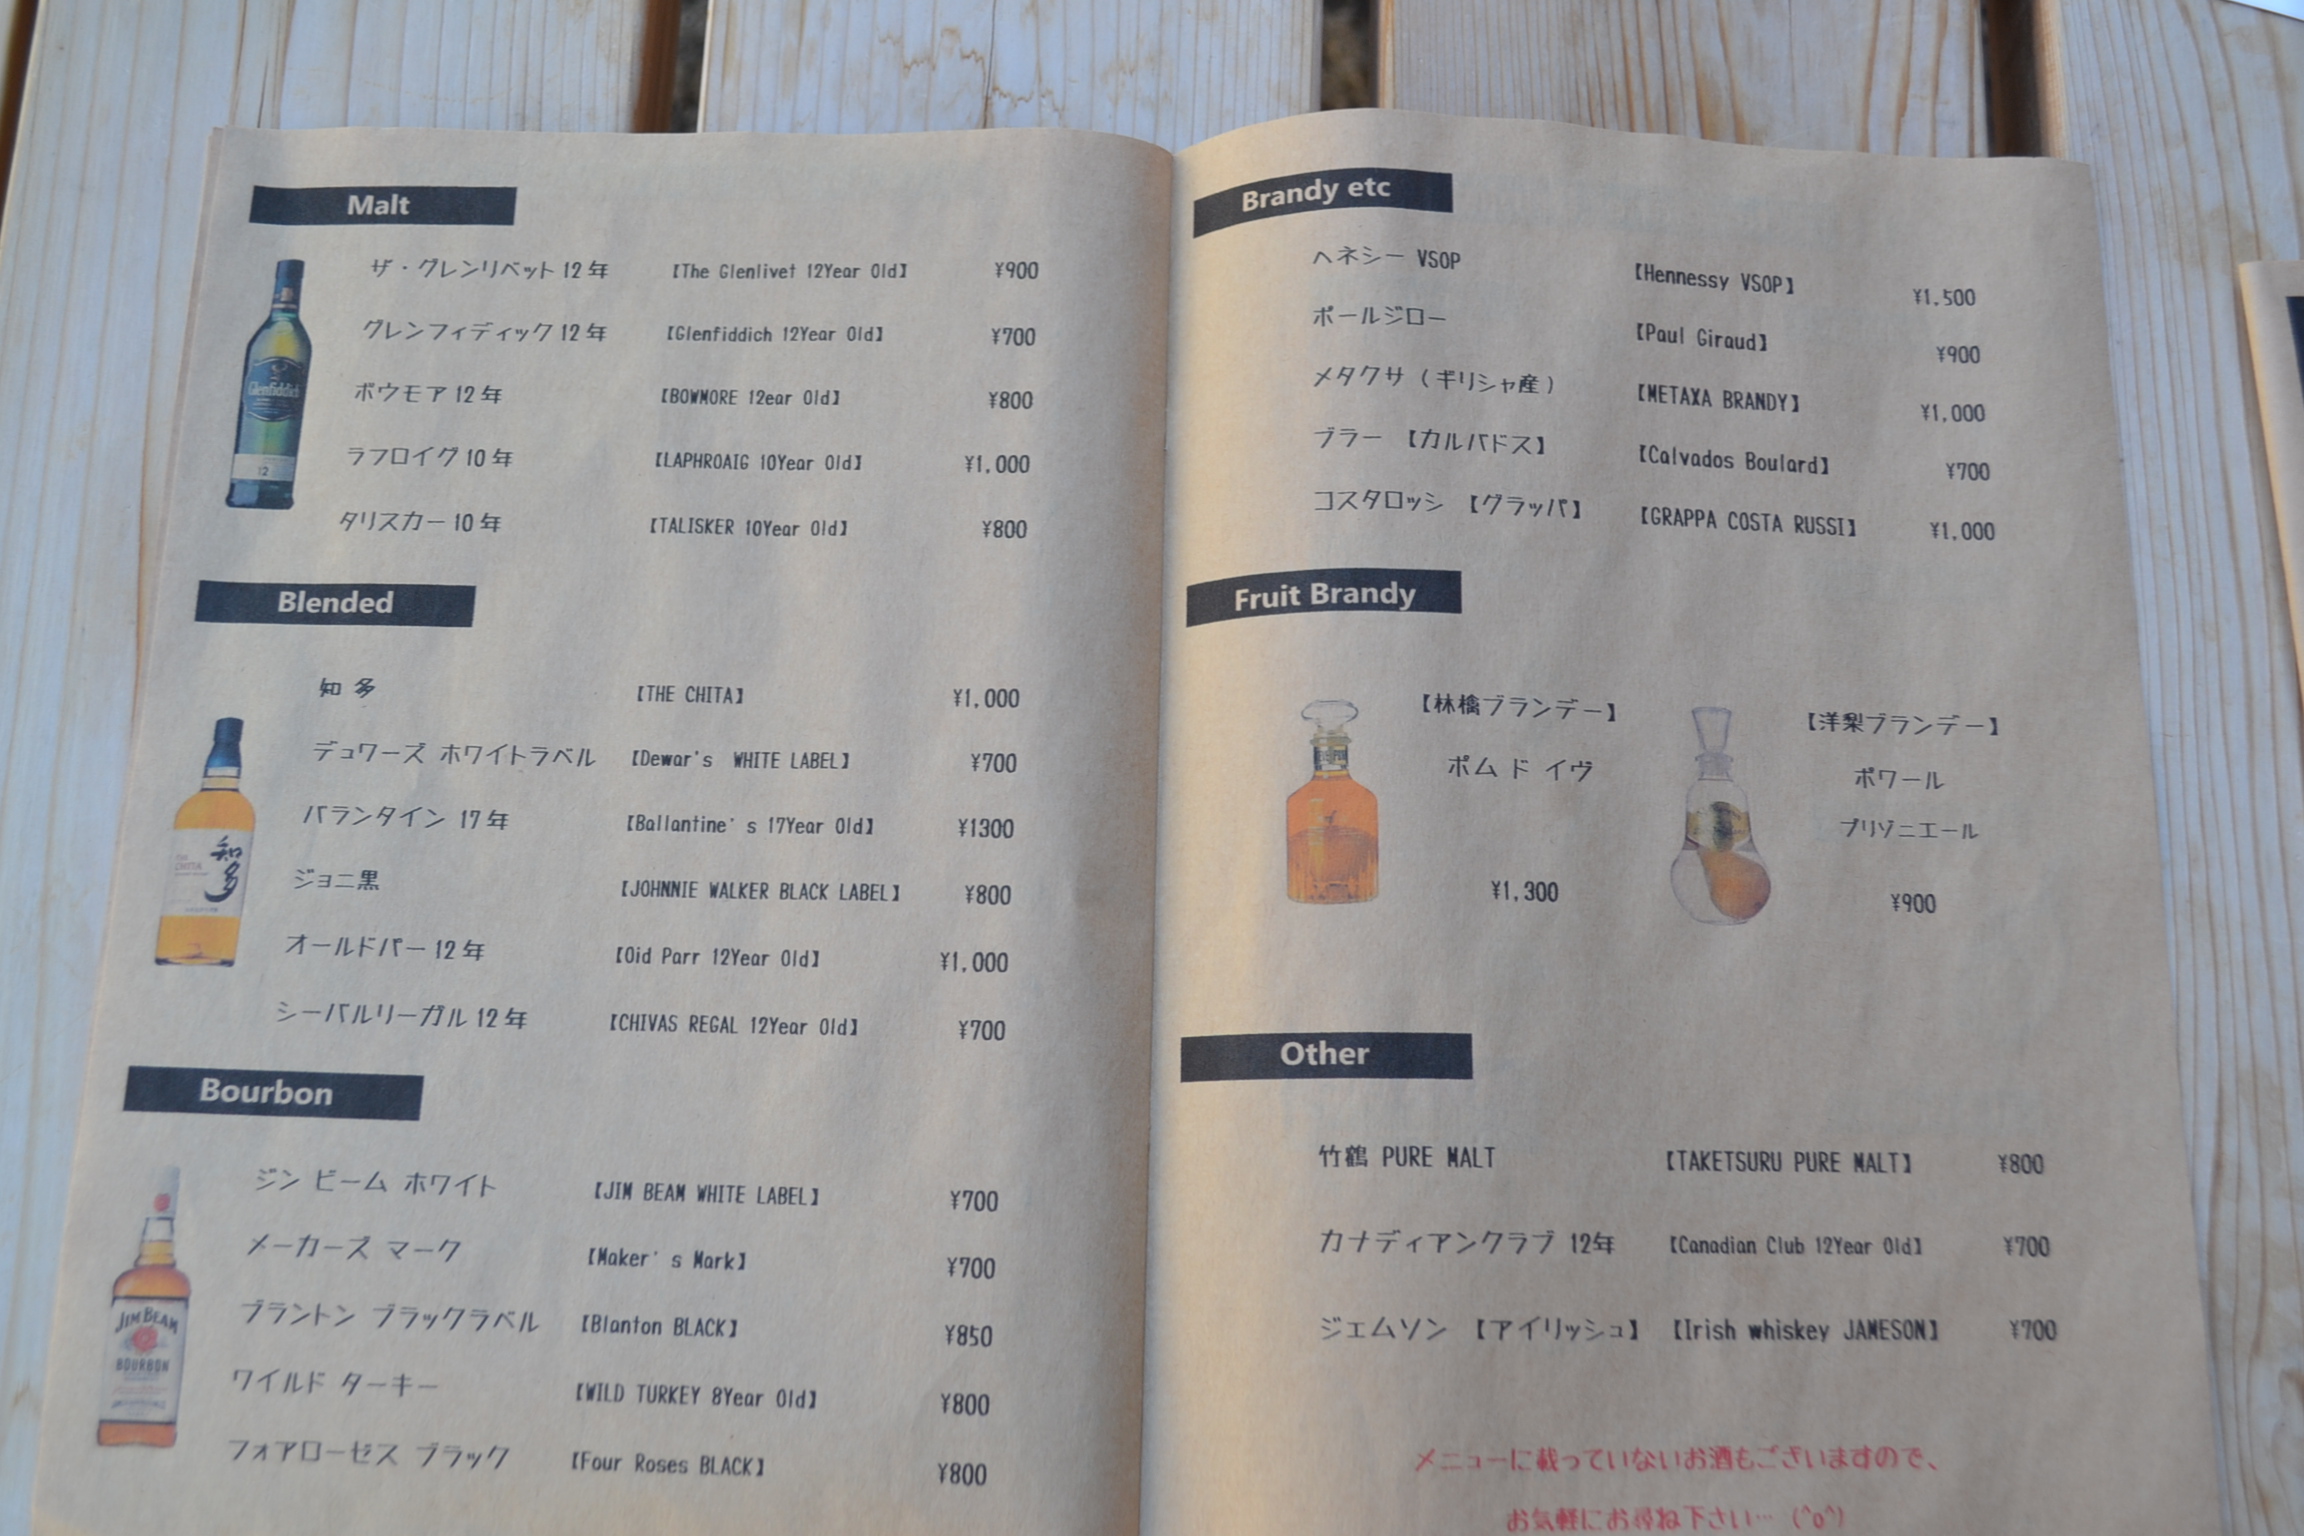 Malt
ザ・グレンリベット 12 年 【The Glenlivet 12Year Old】 ¥900
グレンフィディック 12 年 【Glenfiddich 12Year Old】 ¥700
ボウモア 12 年 【BOWMORE 12ear Old】 ¥800
ラフロイグ 10 年 【LAPHROAIG 10Year Old】 ¥1,000
タリスカー 10 年 【TALISKER 10Year Old】 ¥800
Glenfiddich
12
Blended
知 多 【THE CHITA】 ¥1,000
デュワーズ ホワイトラベル 【Dewar's WHITE LABEL】 ¥700
バランタイン 17 年 【Ballantine's 17Year Old】 ¥1300
ジョニ黒 【JOHNNIE WALKER BLACK LABEL】 ¥800
オールドパー 12 年 【Oid Parr 12Year Old】 ¥1,000
シーバルリーガル 12 年 【CHIVAS REGAL 12Year Old】 ¥700
THE
CHITA
知多
Bourbon
ジン ビーム ホワイト 【JIM BEAM WHITE LABEL】 ¥700
メーカーズ マーク 【Maker's Mark】 ¥700
ブラントン ブラックラベル 【Blanton BLACK】 ¥850
ワイルド ターキー 【WILD TURKEY 8Year Old】 ¥800
フォアローゼス ブラック 【Four Roses BLACK】 ¥800
JIM BEAM
BOURBON
Brandy etc
ヘネシー VSOP 【Hennessy VSOP】 ¥1,500
ポールジロー 【Paul Giraud】 ¥900
メタクサ（ギリシャ産） 【METAXA BRANDY】 ¥1,000
ブラー 【カルバドス】 【Calvados Boulard】 ¥700
コスタロッシ 【グラッパ】 【GRAPPA COSTA RUSSI】 ¥1,000
Fruit Brandy
【林檎ブランデー】
ポム ド イヴ
¥1,300
【洋梨ブランデー】
ポワール
プリゾニエール
¥900
Other
竹鶴 PURE MALT 【TAKETSURU PURE MALT】 ¥800
カナディアンクラブ 12年 【Canadian Club 12Year Old】 ¥700
ジェムソン 【アイリッシュ】 【Irish whiskey JAMESON】 ¥700
メニューに載っていないお酒もございますので、
お気軽にお尋ね下さい… (^o^)